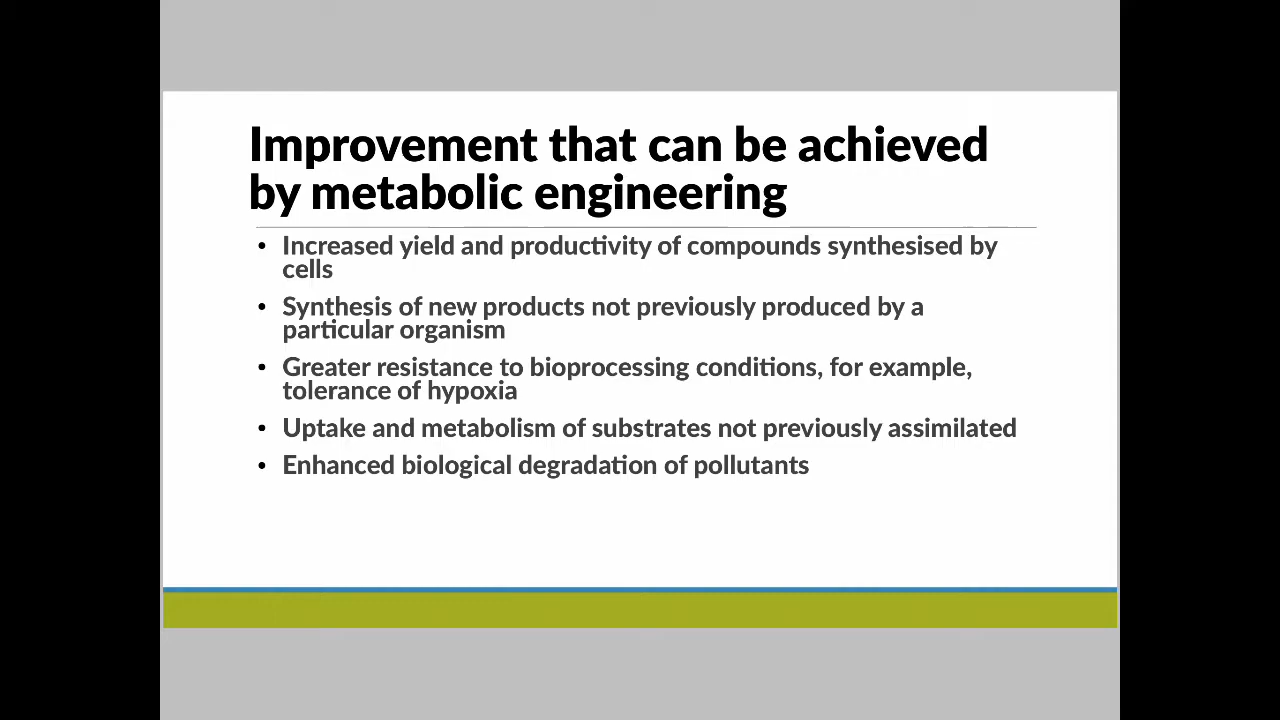 Improvement that can be achieved
by metabolic engineering
• Increased yield and productivity of compounds synthesised by
cells
• Synthesis of new products not previously produced by a
particular organism
• Greater resistance to bioprocessing conditions, for example,
tolerance of hypoxia
• Uptake and metabolism of substrates not previously assimilated
• Enhanced biological degradation of pollutants